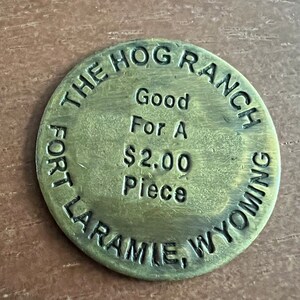 THE HOG RANCH
Good
For A
$2.00
Piece
FORT LARAMIE, WYOMING